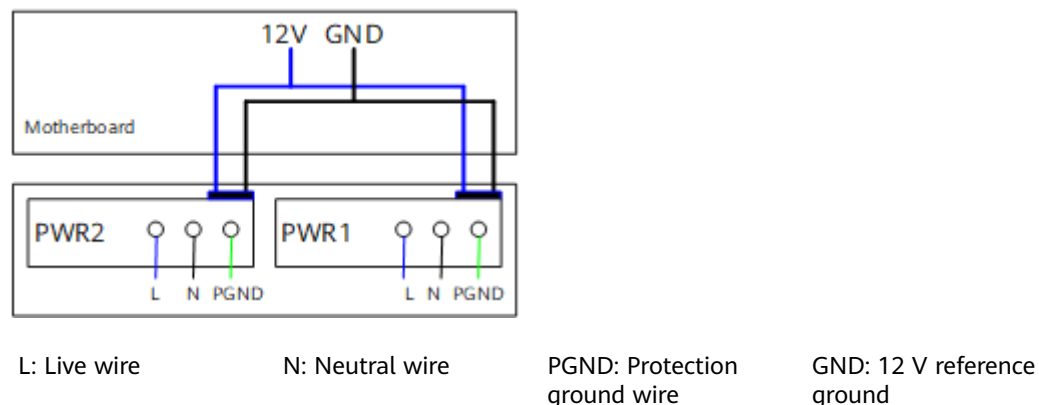 12V GND
Motherboard
PWR2
PWR1
L N PGND
L N PGND
L: Live wire
N: Neutral wire
PGND: Protection
ground wire
GND: 12 V reference
ground